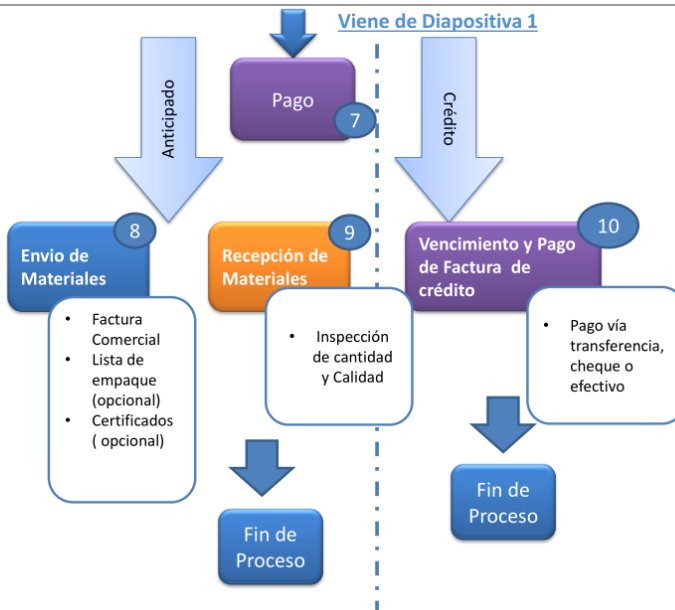 Viene de Diapositiva 1
Pago
7
Anticipado
Crédito
8
Envio de
Materiales
• Factura
Comercial
• Lista de
empaque
(opcional)
• Certificados
( opcional)
9
Recepción de
Materiales
• Inspección
de cantidad
y Calidad
Fin de
Proceso
10
Vencimiento y Pago
de Factura de
crédito
• Pago vía
transferencia,
cheque o
efectivo
Fin de
Proceso